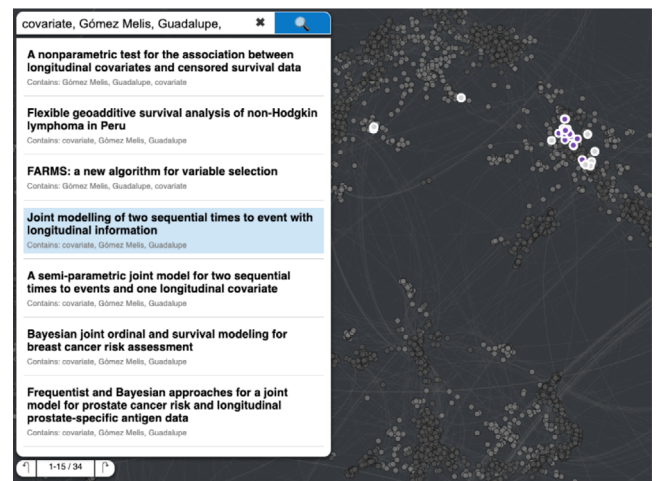 covariate, Gómez Melis, Guadalupe,
A nonparametric test for the association between
longitudinal covariates and censored survival data
Contains: Gómez Melis, Guadalupe, covariate
Flexible geoadditive survival analysis of non-Hodgkin
lymphoma in Peru
Contains: covariate, Gómez Melis, Guadalupe
FARMS: a new algorithm for variable selection
Contains: Gómez Melis, Guadalupe, covariate
Joint modelling of two sequential times to event with
longitudinal information
Contains: covariate, Gómez Melis, Guadalupe
A semi-parametric joint model for two sequential
times to events and one longitudinal covariate
Contains: covariate, Gómez Melis, Guadalupe
Bayesian joint ordinal and survival modeling for
breast cancer risk assessment
Contains: covariate, Gómez Melis, Guadalupe
Frequentist and Bayesian approaches for a joint
model for prostate cancer risk and longitudinal
prostate-specific antigen data
Contains: covariate, Gómez Melis, Guadalupe
1-15 / 34